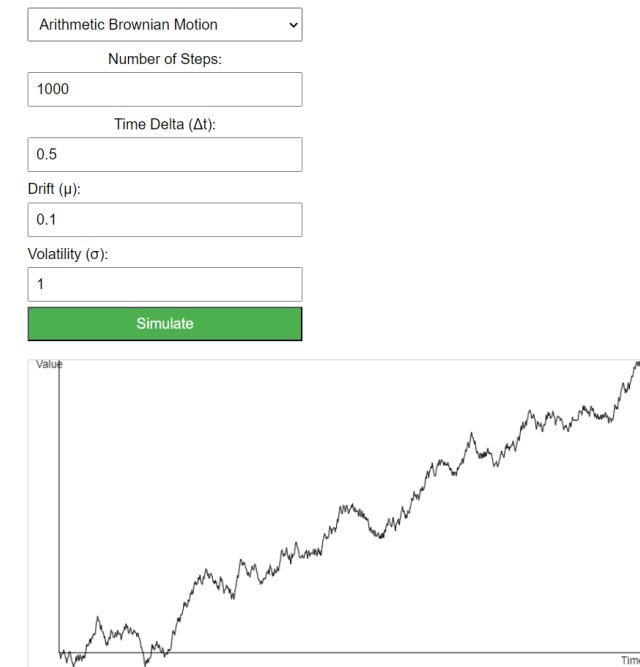 Arithmetic Brownian Motion
Number of Steps:
1000
Time Delta (Δt):
0.5
Drift (μ):
0.1
Volatility (σ):
1
Simulate
Value
Time